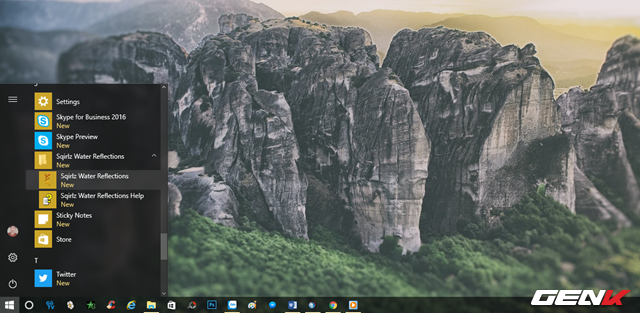 Settings
Skype for Business 2016
New
Skype Preview
New
Sqirlz Water Reflections
New
Sqirlz Water Reflections
New
Sqirlz Water Reflections Help
New
Sticky Notes
New
Store
T
Twitter
New
GENK